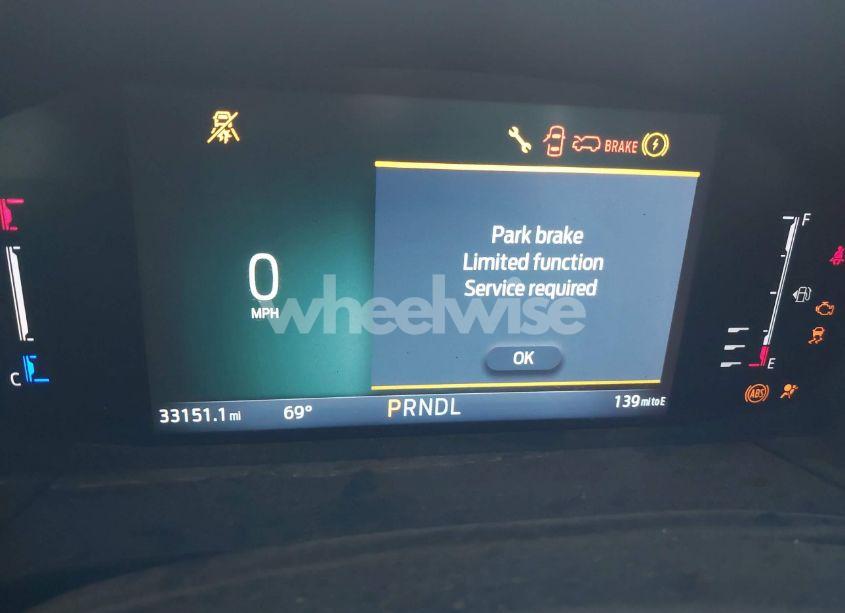 BRAKE
Park brake
Limited function
Service required
OK
0
MPH
wheelwise
F
E
C
ABS
33151.1 mi
69°
PRNDL
139 mi to E